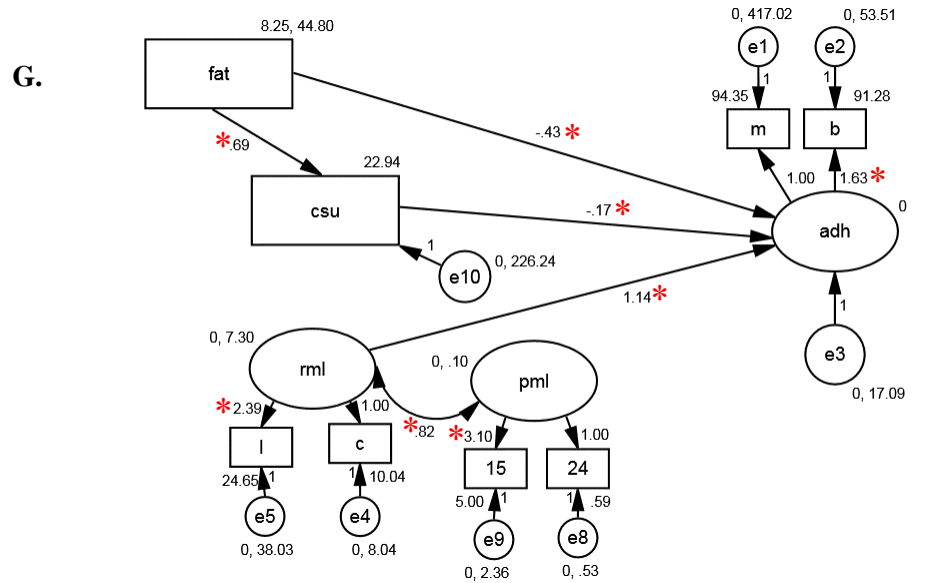 G.
8.25, 44.80
fat
0, 417.02
0, 53.51
e1
e2
1
1
94.35
91.28
m
b
-.43 *
*.69
1.00
1.63 *
22.94
csu
-.17 *
0
adh
1
e10
0, 226.24
1.14 *
1
e3
0, 17.09
0, 7.30
rml
0, .10
pml
* 2.39
1.00
*.82
*3.10
1.00
l
c
15
24
24.65
1
1
10.04
5.00
1
1
.59
e5
e4
e9
e8
0, 38.03
0, 8.04
0, 2.36
0, .53